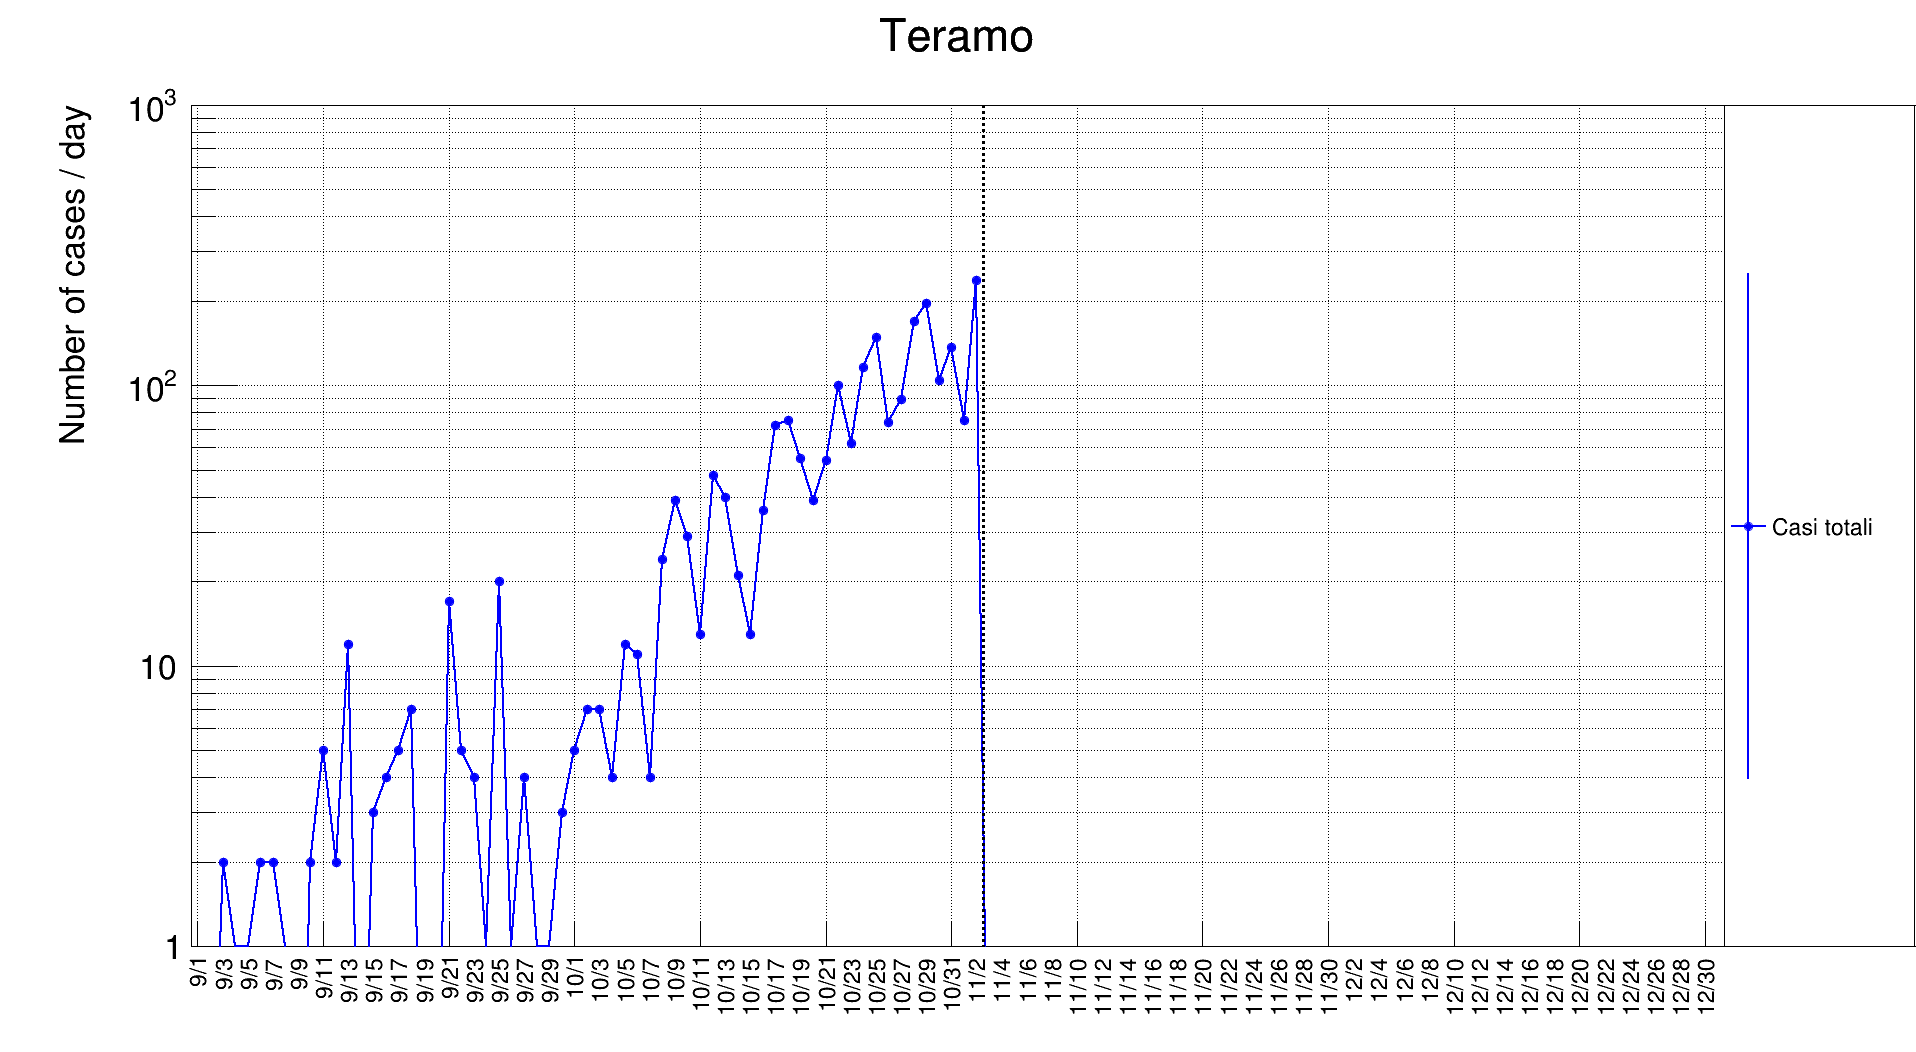 Teramo
Number of cases / day
10³
10²
10
1
9/1 9/3 9/5 9/7 9/9 9/11 9/13 9/15 9/17 9/19 9/21 9/23 9/25 9/27 9/29 10/1 10/3 10/5 10/7 10/9 10/11 10/13 10/15 10/17 10/19 10/21 10/23 10/25 10/27 10/29 10/31 11/2 11/4 11/6 11/8 11/10 11/12 11/14 11/16 11/18 11/20 11/22 11/24 11/26 11/28 11/30 12/2 12/4 12/6 12/8 12/10 12/12 12/14 12/16 12/18 12/20 12/22 12/24 12/26 12/28 12/30
Casi totali